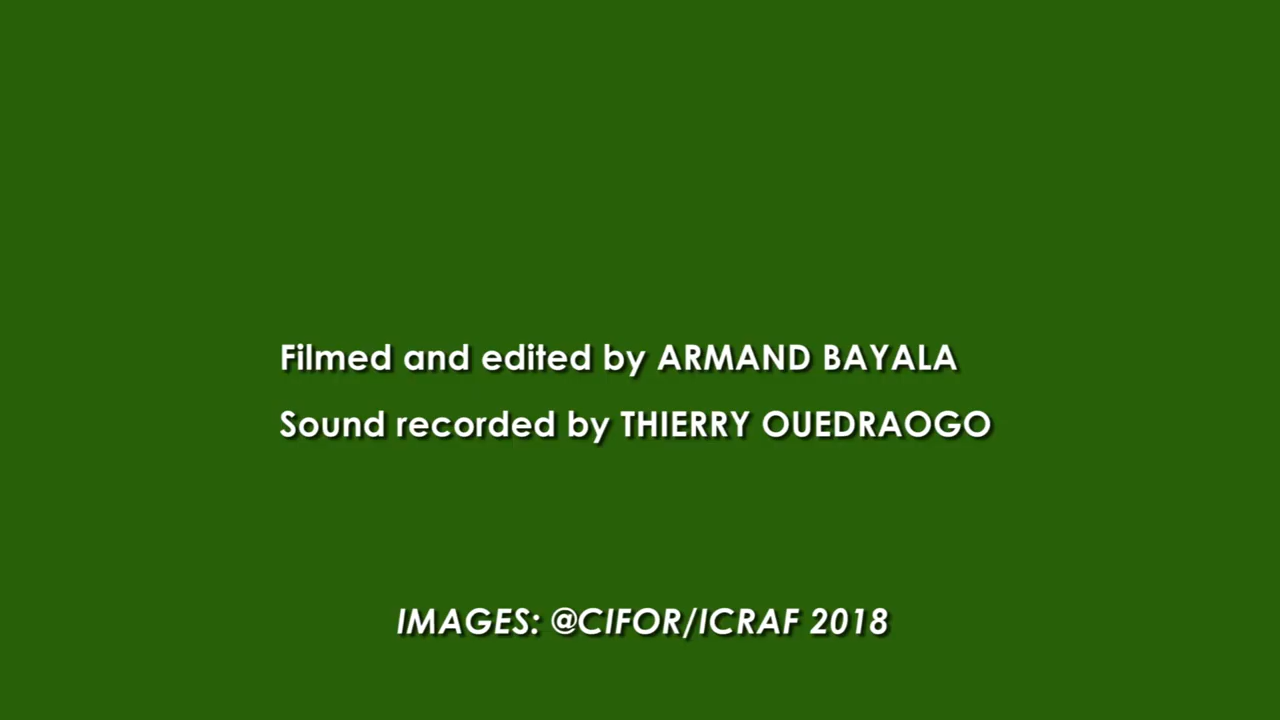 Filmed and edited by ARMAND BAYALA
Sound recorded by THIERRY OUEDRAOGO
IMAGES: @CIFOR/ICRAF 2018